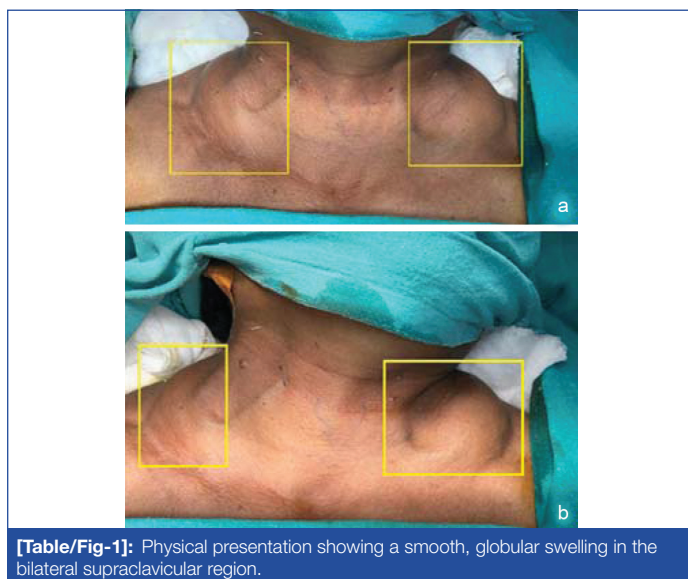 a
b
[Table/Fig-1]: Physical presentation showing a smooth, globular swelling in the
bilateral supraclavicular region.